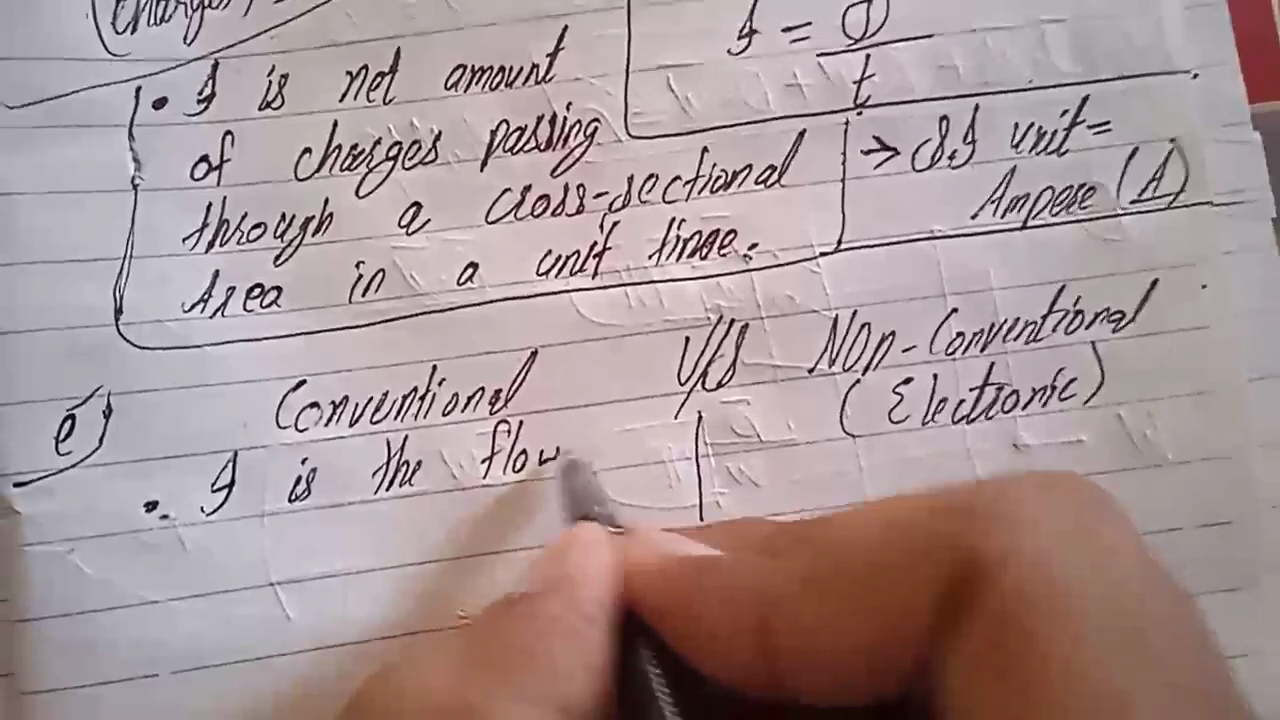 (Charges,
I = Q
t
• I is net amount
of charges passing
through a cross-sectional
Area in a unit time.
→ S.I unit =
Ampere (A)
e) Conventional V/S Non-Conventional
(Electronic)
• I is the flow